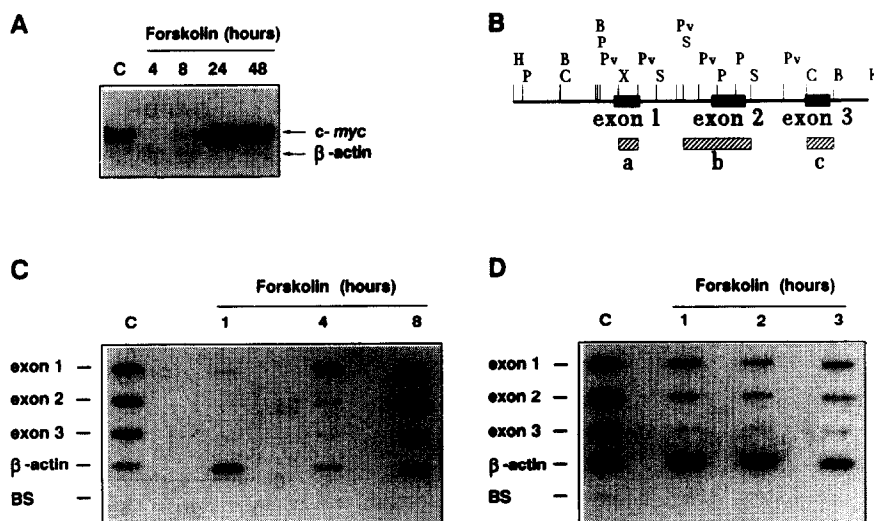 A
Forskolin (hours)
C 4 8 24 48
c- myc
β -actin
B
B Pv
H B P Pv Pv S Pv P Pv H
P C X S P S C B
exon 1 exon 2 exon 3
a b c
C
Forskolin (hours)
C 1 4 8
exon 1
exon 2
exon 3
β -actin
BS
D
Forskolin (hours)
C 1 2 3
exon 1
exon 2
exon 3
β -actin
BS